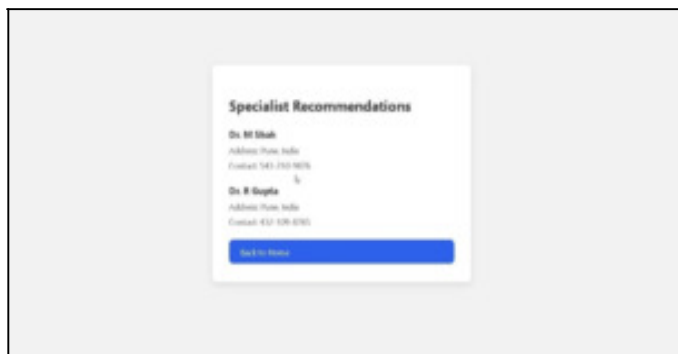 Specialist Recommendations
Dr. M Shah
Address: Pune, India
Contact:
Dr. R Gupta
Address: Pune, India
Contact:
Back to Home